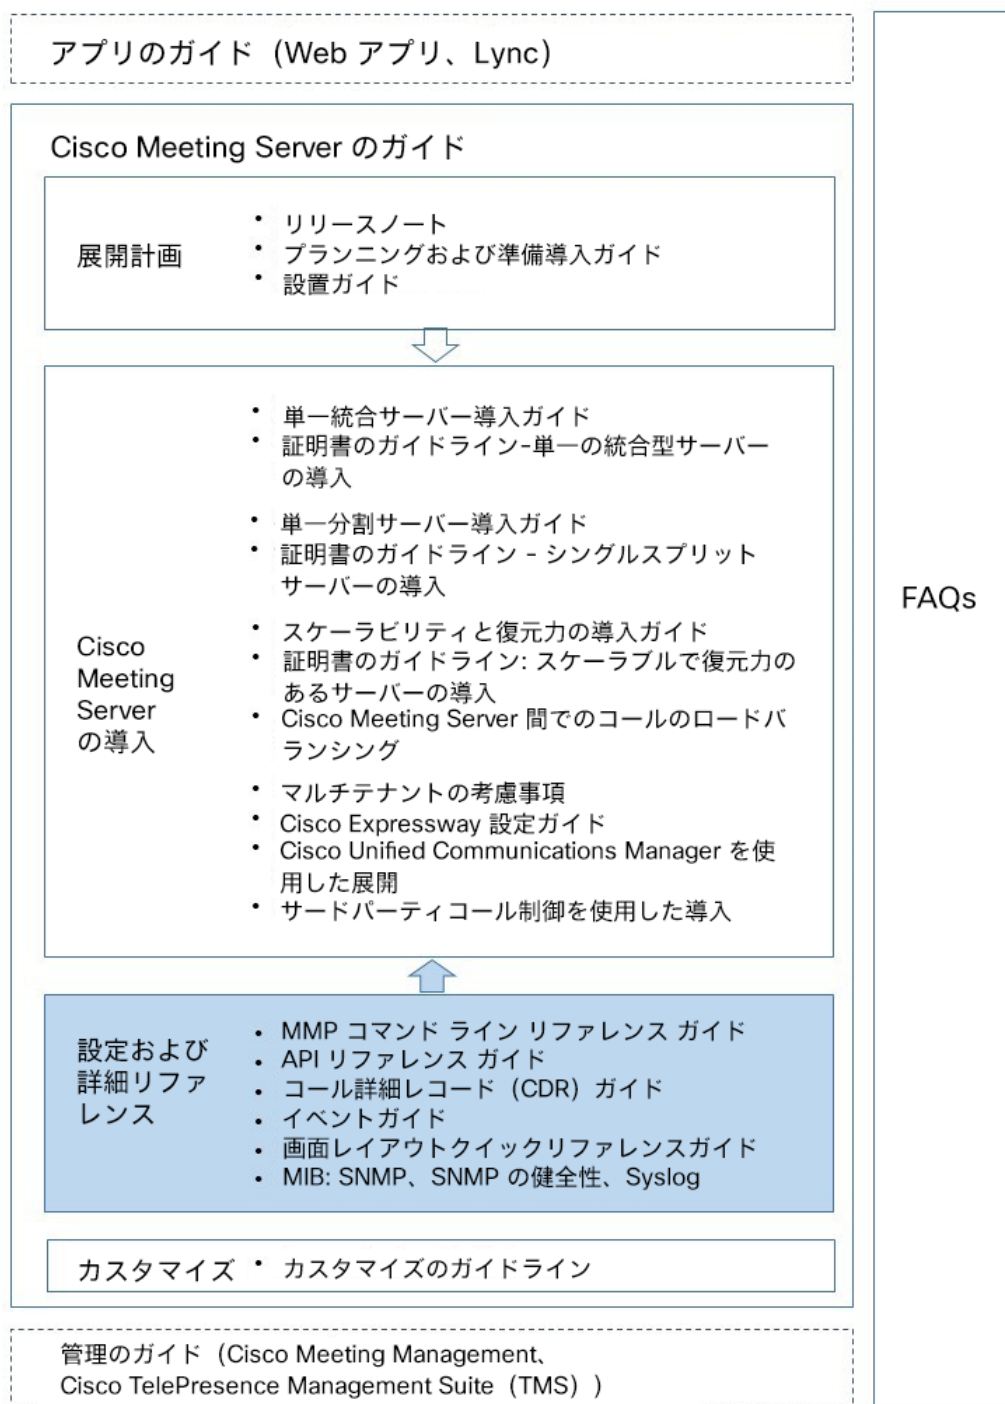 アプリのガイド（Web アプリ、Lync）
Cisco Meeting Server のガイド
展開計画
• リリースノート
• プランニングおよび準備導入ガイド
• 設置ガイド
Cisco
Meeting
Server
の導入
• 単一統合サーバー導入ガイド
• 証明書のガイドライン-単一の統合型サーバー
の導入
• 単一分割サーバー導入ガイド
• 証明書のガイドライン - シングルスプリット
サーバーの導入
• スケーラビリティと復元力の導入ガイド
• 証明書のガイドライン: スケーラブルで復元力の
あるサーバーの導入
• Cisco Meeting Server 間でのコールのロードバ
ランシング
• マルチテナントの考慮事項
• Cisco Expressway 設定ガイド
• Cisco Unified Communications Manager を使
用した展開
• サードパーティコール制御を使用した導入
設定および
詳細リファ
レンス
• MMP コマンド ライン リファレンス ガイド
• API リファレンス ガイド
• コール詳細レコード（CDR）ガイド
• イベントガイド
• 画面レイアウトクイックリファレンスガイド
• MIB: SNMP、SNMP の健全性、Syslog
カスタマイズ • カスタマイズのガイドライン
管理のガイド（Cisco Meeting Management、
Cisco TelePresence Management Suite（TMS））
FAQs